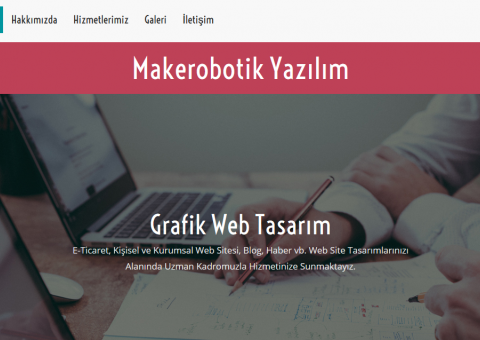 Hakkımızda Hizmetlerimiz Galeri İletişim
Makerobotik Yazılım
Grafik Web Tasarım
E-Ticaret, Kişisel ve Kurumsal Web Sitesi, Blog, Haber vb. Web Site Tasarımlarınızı
Alanında Uzman Kadromuzla Hizmetinize Sunmaktayız.